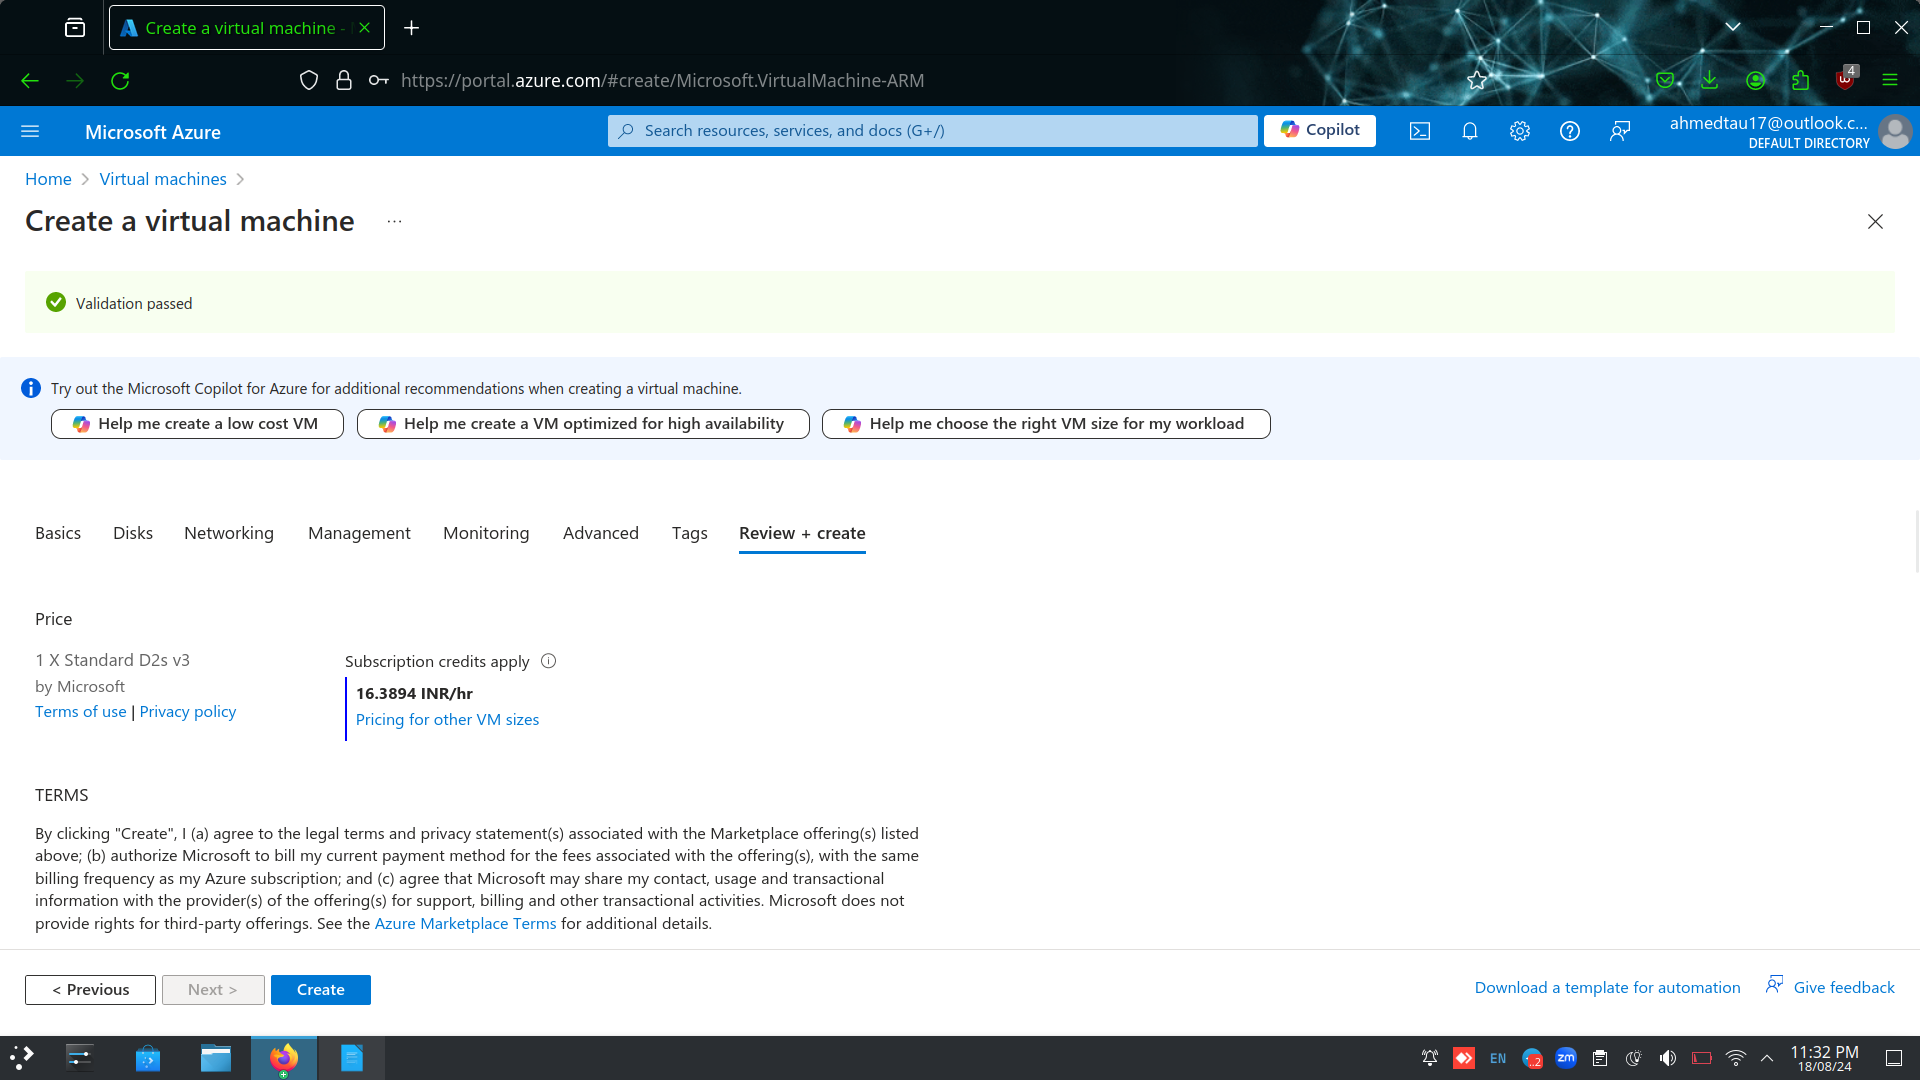 Create a virtual machine -
https://portal.azure.com/#create/Microsoft.VirtualMachine-ARM
4
Microsoft Azure
Search resources, services, and docs (G+/)
Copilot
ahmedtau17@outlook.c...
DEFAULT DIRECTORY
Home
Virtual machines
Create a virtual machine
...
Validation passed
Try out the Microsoft Copilot for Azure for additional recommendations when creating a virtual machine.
Help me create a low cost VM
Help me create a VM optimized for high availability
Help me choose the right VM size for my workload
Basics
Disks
Networking
Management
Monitoring
Advanced
Tags
Review + create
Price
1 X Standard D2s v3
by Microsoft
Terms of use | Privacy policy
Subscription credits apply
16.3894 INR/hr
Pricing for other VM sizes
TERMS
By clicking "Create", I (a) agree to the legal terms and privacy statement(s) associated with the Marketplace offering(s) listed
above; (b) authorize Microsoft to bill my current payment method for the fees associated with the offering(s), with the same
billing frequency as my Azure subscription; and (c) agree that Microsoft may share my contact, usage and transactional
information with the provider(s) of the offering(s) for support, billing and other transactional activities. Microsoft does not
provide rights for third-party offerings. See the Azure Marketplace Terms for additional details.
< Previous
Next >
Create
Download a template for automation
Give feedback
EN
..2
zm
11:32 PM
18/08/24